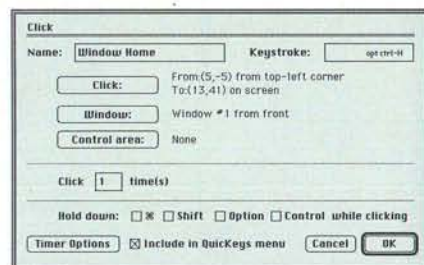 Click
Name: Window Home Keystroke: opt ctrl-H
Click: From:(5,-5) from top-left corner
To:(13,41) on screen
Window: Window #1 from front
Control area: None
Click 1 time(s)
Hold down: ⌘ Shift Option Control while clicking
Timer Options Include in QuicKeys menu Cancel OK